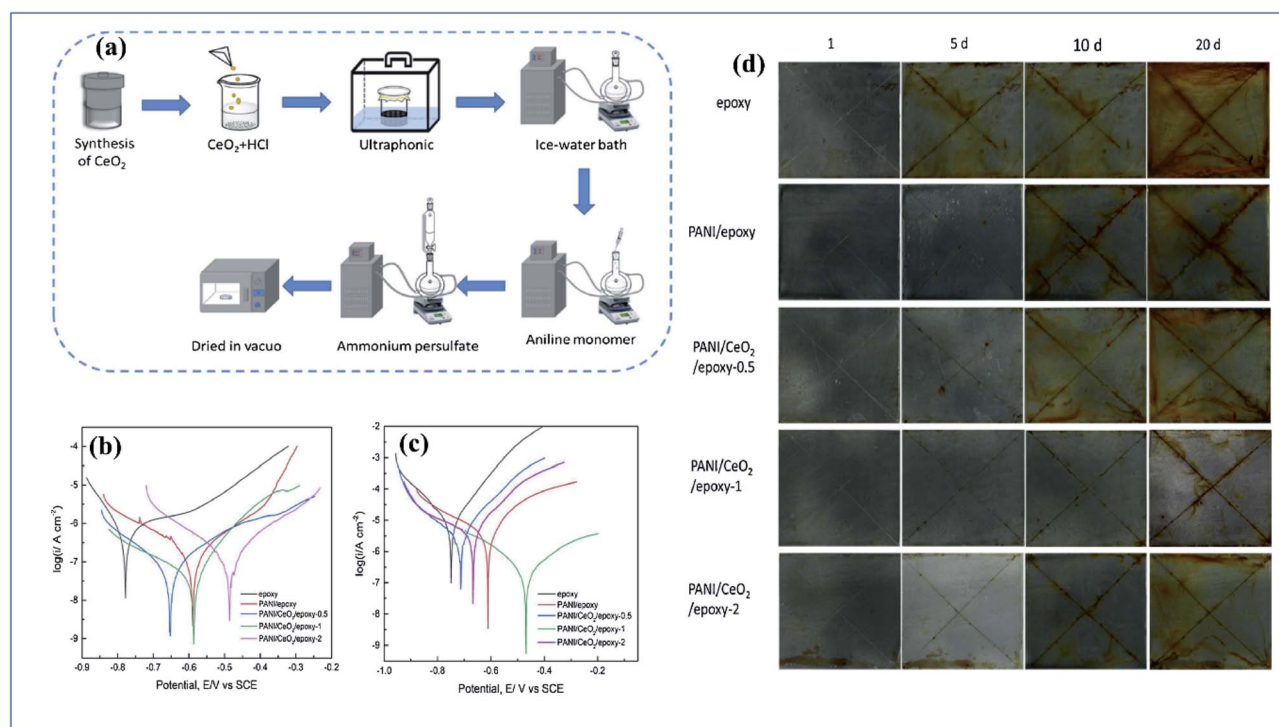 (a)
Synthesis
of CeO₂
CeO₂+HCl
Ultraphonic
Ice-water bath
Dried in vacuo
Ammonium persulfate
Aniline monomer
(b)
-4
-5
-6
-7
-8
-9
log(i/ A cm⁻²)
epoxy
PANI/epoxy
PANI/CeO₂/epoxy-0.5
PANI/CeO₂/epoxy-1
PANI/CeO₂/epoxy-2
-0.9 -0.8 -0.7 -0.6 -0.5 -0.4 -0.3 -0.2
Potential, E/V vs SCE
(c)
-2
-3
-4
-5
-6
-7
-8
-9
log(i/ A cm⁻²)
epoxy
PANI/epoxy
PANI/CeO₂/epoxy-0.5
PANI/CeO₂/epoxy-1
PANI/CeO₂/epoxy-2
-1.0 -0.8 -0.6 -0.4 -0.2
Potential, E/ V vs SCE
(d)
1 5 d 10 d 20 d
epoxy
PANI/epoxy
PANI/CeO₂
/epoxy-0.5
PANI/CeO₂
/epoxy-1
PANI/CeO₂
/epoxy-2